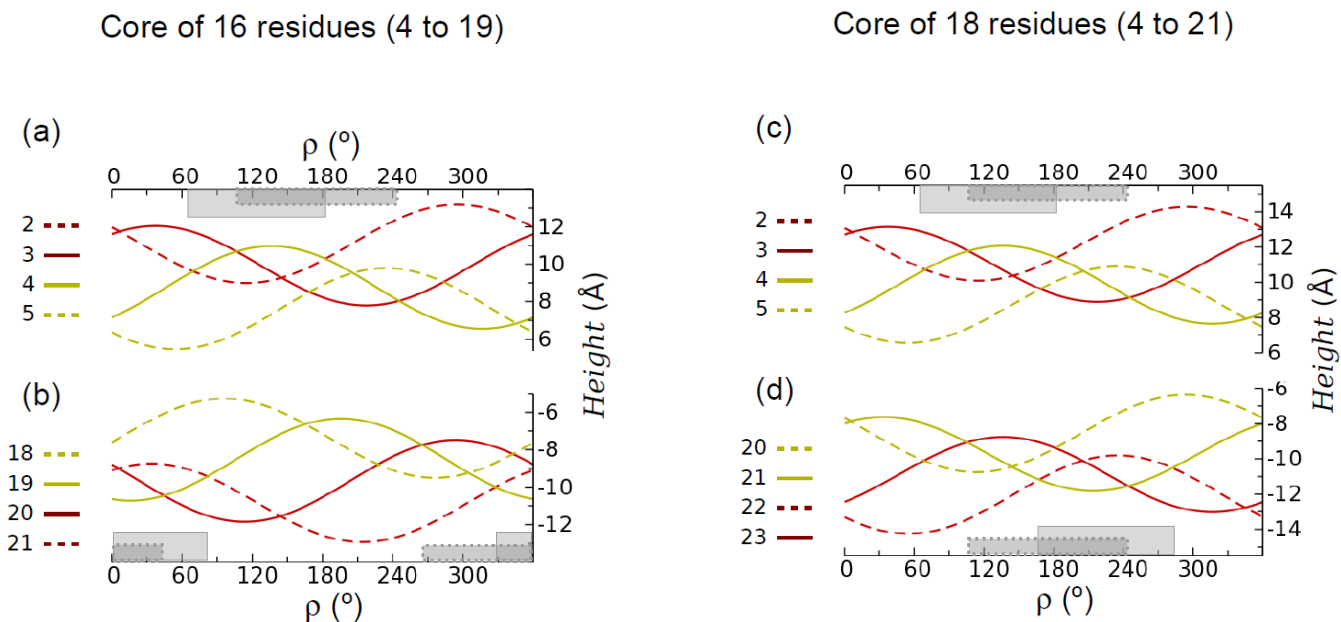 Core of 16 residues (4 to 19)
Core of 18 residues (4 to 21)
(a)
ρ (º)
0 60 120 180 240 300
2
3
4
5
12
10
8
6
Height (Å)
(b)
18
19
20
21
-6
-8
-10
-12
0 60 120 180 240 300
ρ (º)
(c)
0 60 120 180 240 300
2
3
4
5
14
12
10
8
6
Height (Å)
(d)
20
21
22
23
-6
-8
-10
-12
-14
0 60 120 180 240 300
ρ (º)